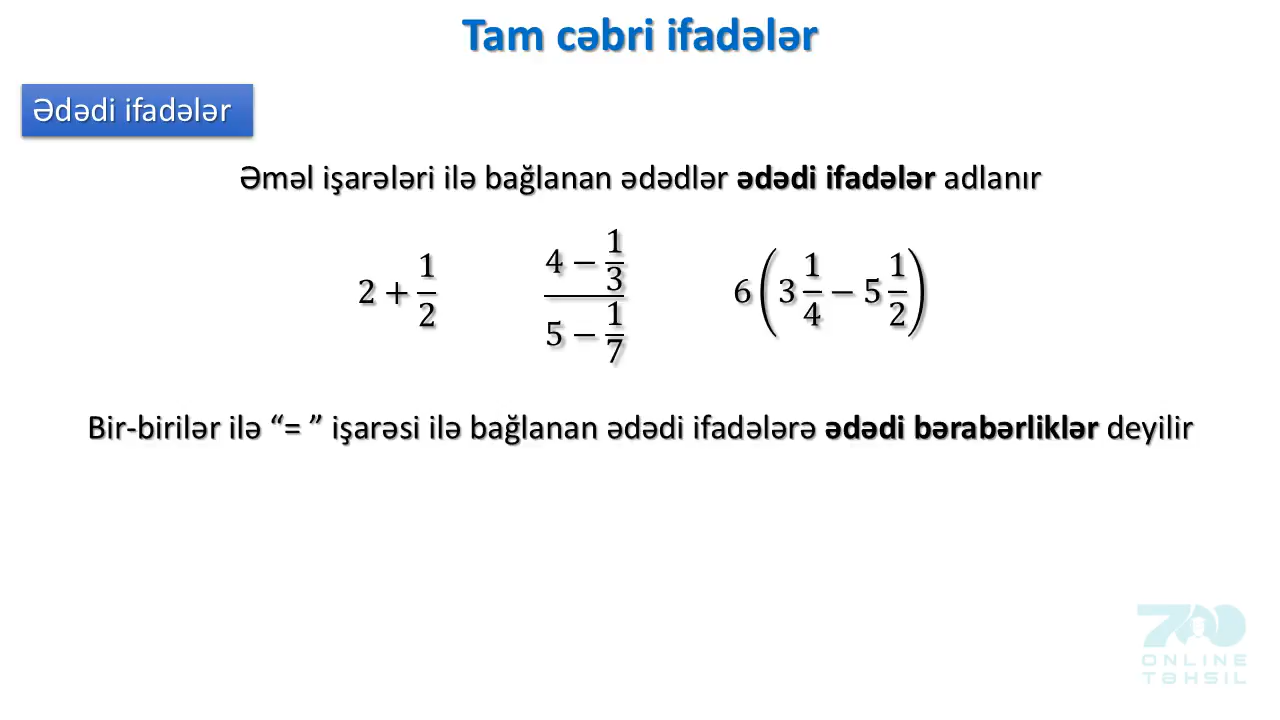 Tam cəbri ifadələr
Ədədi ifadələr
Əməl işarələri ilə bağlanan ədədlər ədədi ifadələr adlanır
2 + 1/2    (4 − 1/3)/(5 − 1/7)    6(3 1/4 − 5 1/2)
Bir-birilər ilə “= ” işarəsi ilə bağlanan ədədi ifadələrə ədədi bərabərliklər deyilir
700
ONLINE
TƏHSIL